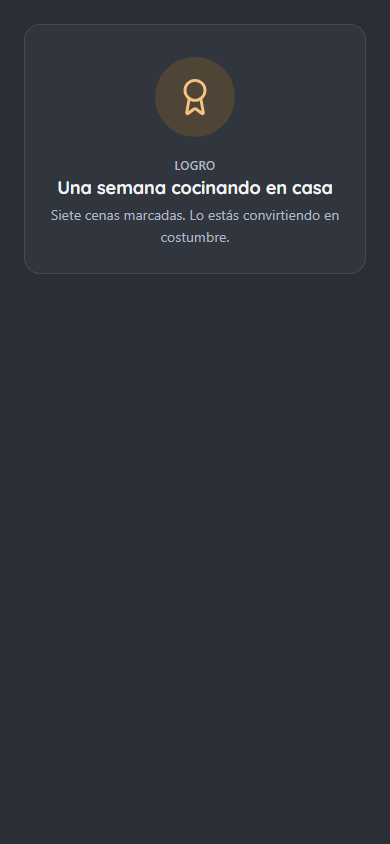 LOGRO
Una semana cocinando en casa
Siete cenas marcadas. Lo estás convirtiendo en
costumbre.